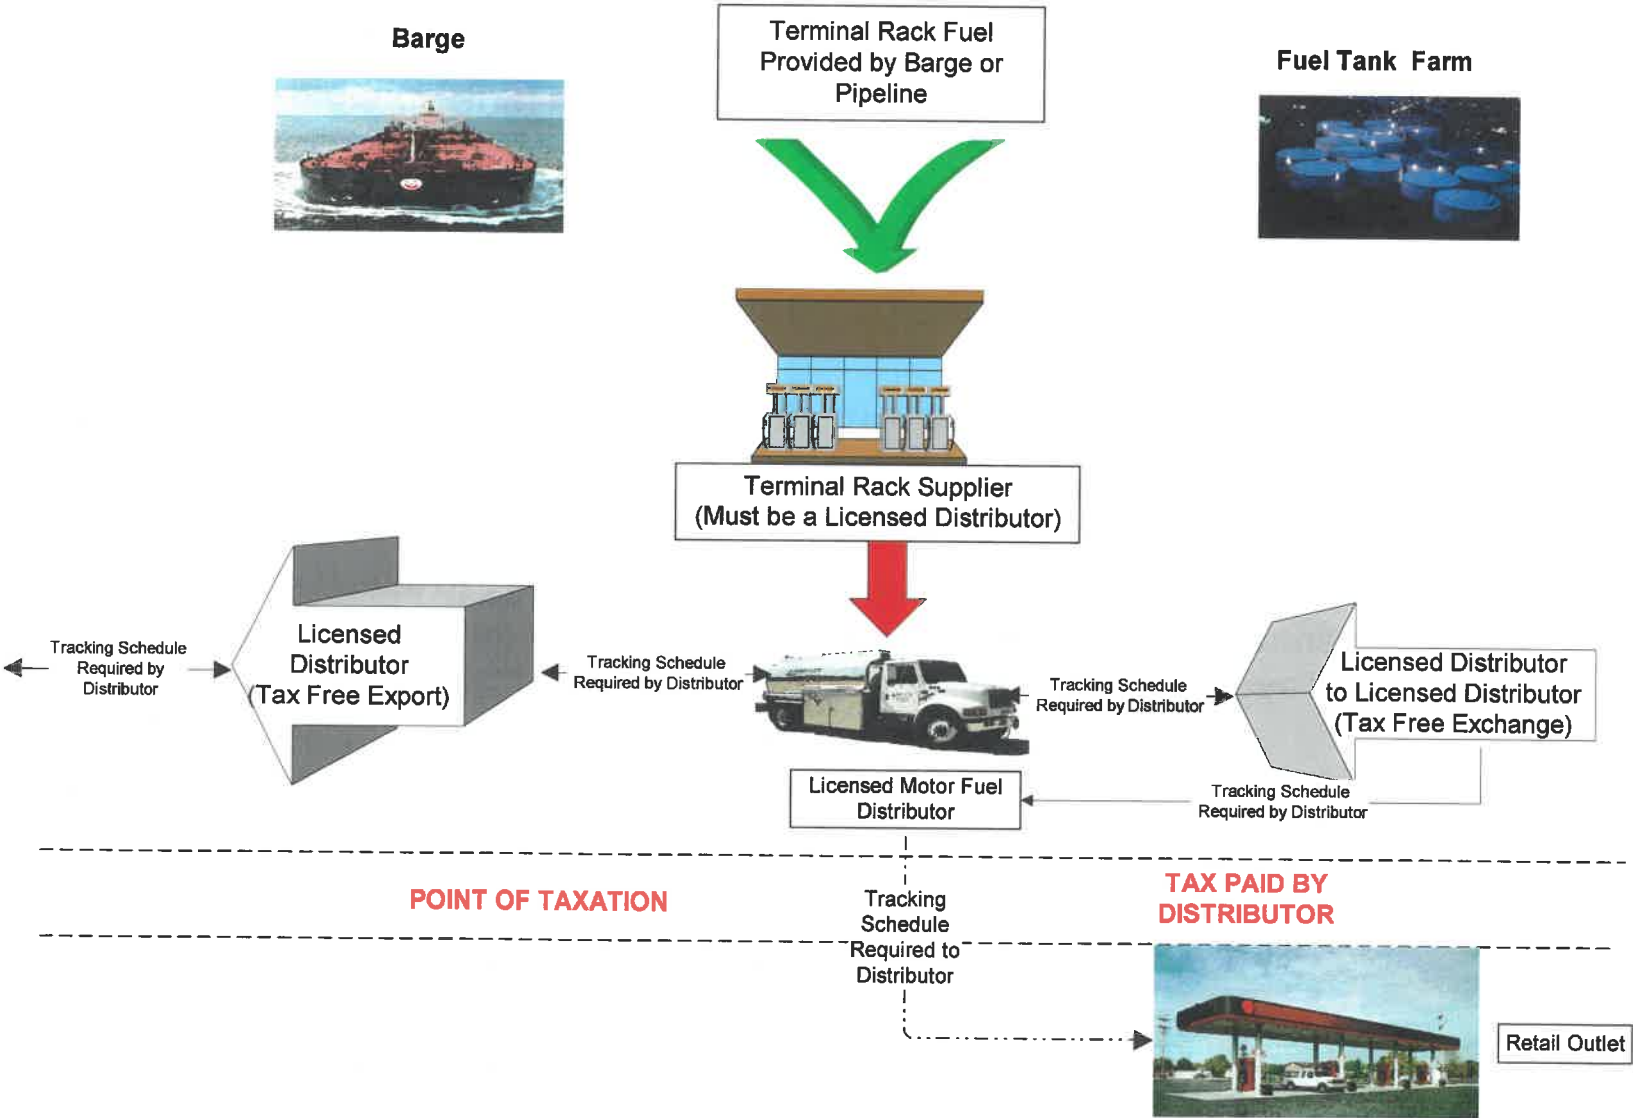 Barge
Terminal Rack Fuel
Provided by Barge or
Pipeline
Fuel Tank Farm
Terminal Rack Supplier
(Must be a Licensed Distributor)
Tracking Schedule
Required by
Distributor
Licensed
Distributor
(Tax Free Export)
Tracking Schedule
Required by Distributor
Tracking Schedule
Required by Distributor
Licensed Distributor
to Licensed Distributor
(Tax Free Exchange)
Licensed Motor Fuel
Distributor
Tracking Schedule
Required by Distributor
POINT OF TAXATION
Tracking
Schedule
Required to
Distributor
TAX PAID BY
DISTRIBUTOR
Retail Outlet